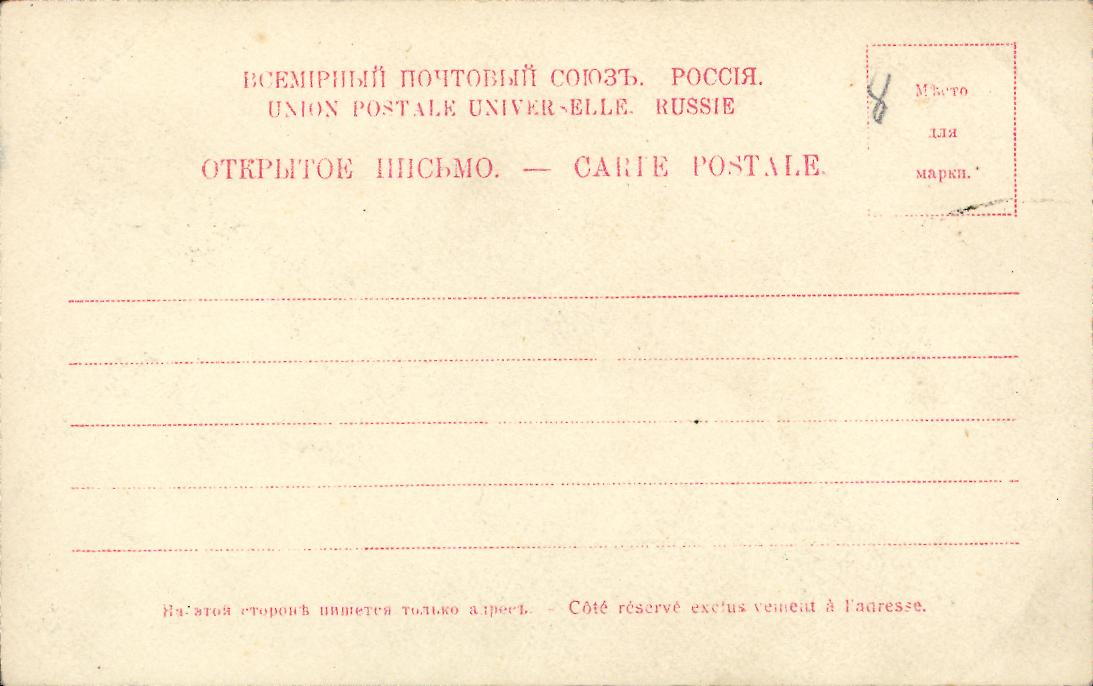 ВСЕМІРНЫЙ ПОЧТОВЫЙ СОЮЗЪ. РОССІЯ.
UNION POSTALE UNIVERSELLE. RUSSIE
ОТКРЫТОЕ ПИСЬМО. — CARTE POSTALE.
8
Мѣсто
для
марки.
На этой сторонѣ пишется только адресъ. - Côté réservé exclusivement à l'adresse.